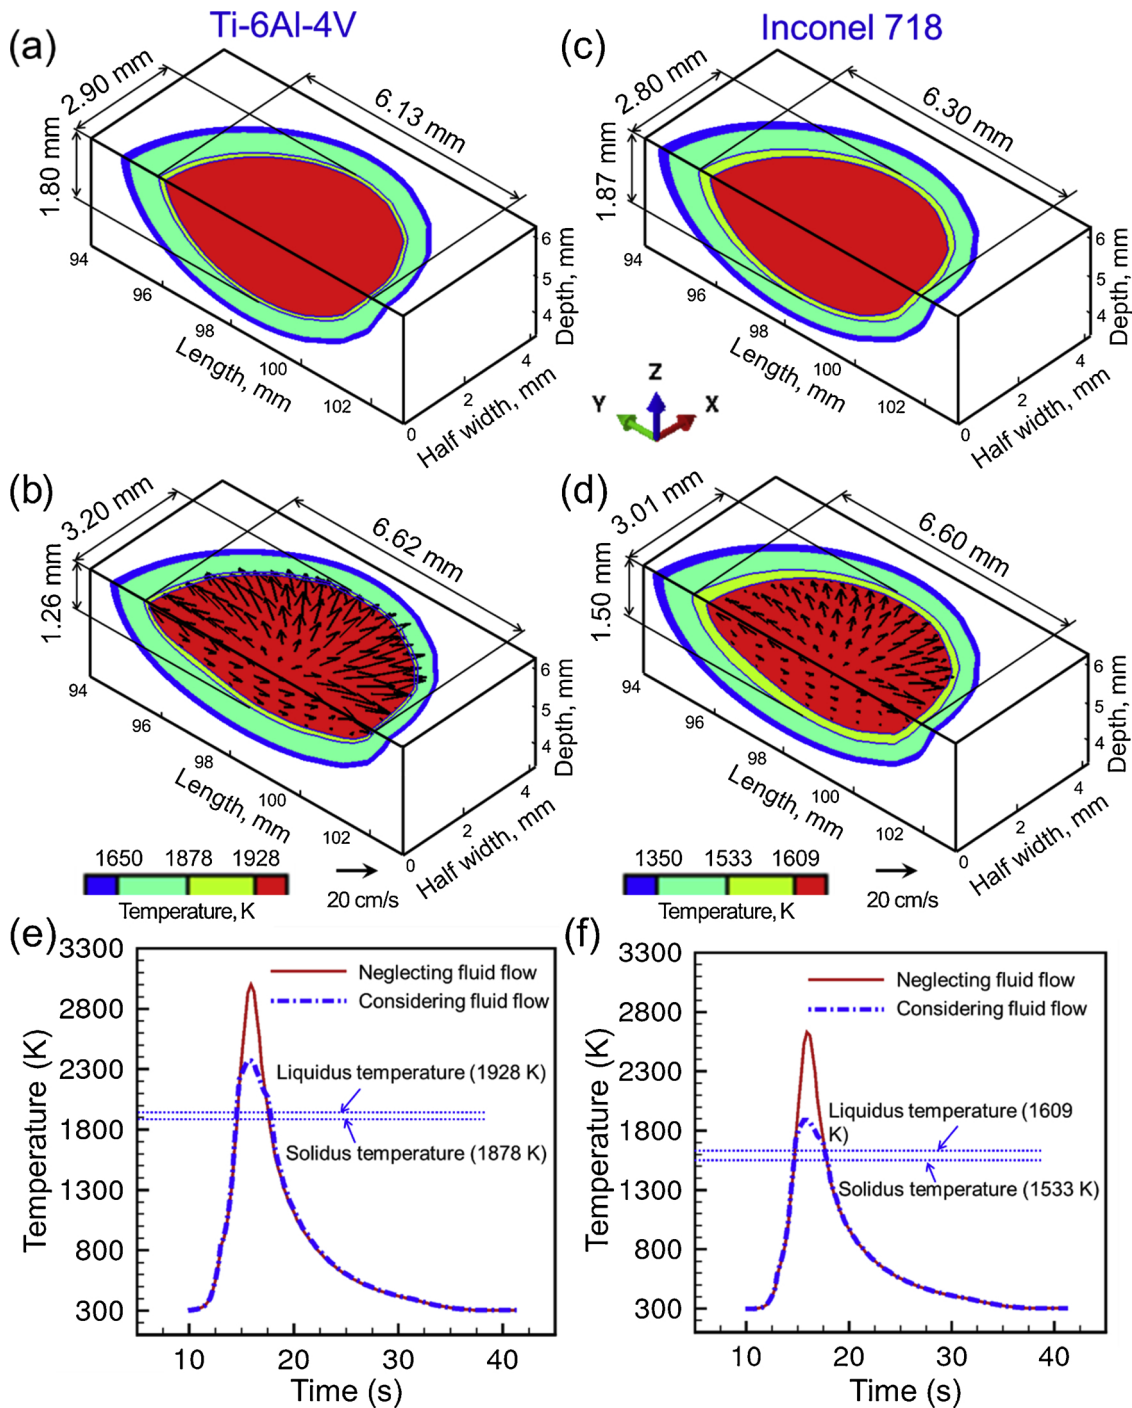 Ti-6Al-4V
Inconel 718
(a)
2.90 mm
6.13 mm
1.80 mm
94
96
98
100
102
Length, mm
0
2
4
Half width, mm
6
5
4
Depth, mm
(c)
2.80 mm
6.30 mm
1.87 mm
94
96
98
100
102
Length, mm
0
2
4
Half width, mm
6
5
4
Depth, mm
Z
Y
X
(b)
3.20 mm
6.62 mm
1.26 mm
94
96
98
100
102
Length, mm
0
2
4
Half width, mm
6
5
4
Depth, mm
1650 1878 1928
Temperature, K
20 cm/s
(d)
3.01 mm
6.60 mm
1.50 mm
94
96
98
100
102
Length, mm
0
2
4
Half width, mm
6
5
4
Depth, mm
1350 1533 1609
Temperature, K
20 cm/s
(e)
3300
2800
2300
1800
1300
800
300
Temperature (K)
Neglecting fluid flow
Considering fluid flow
Liquidus temperature (1928 K)
Solidus temperature (1878 K)
10 20 30 40
Time (s)
(f)
3300
2800
2300
1800
1300
800
300
Temperature (K)
Neglecting fluid flow
Considering fluid flow
Liquidus temperature (1609
K)
Solidus temperature (1533 K)
10 20 30 40
Time (s)